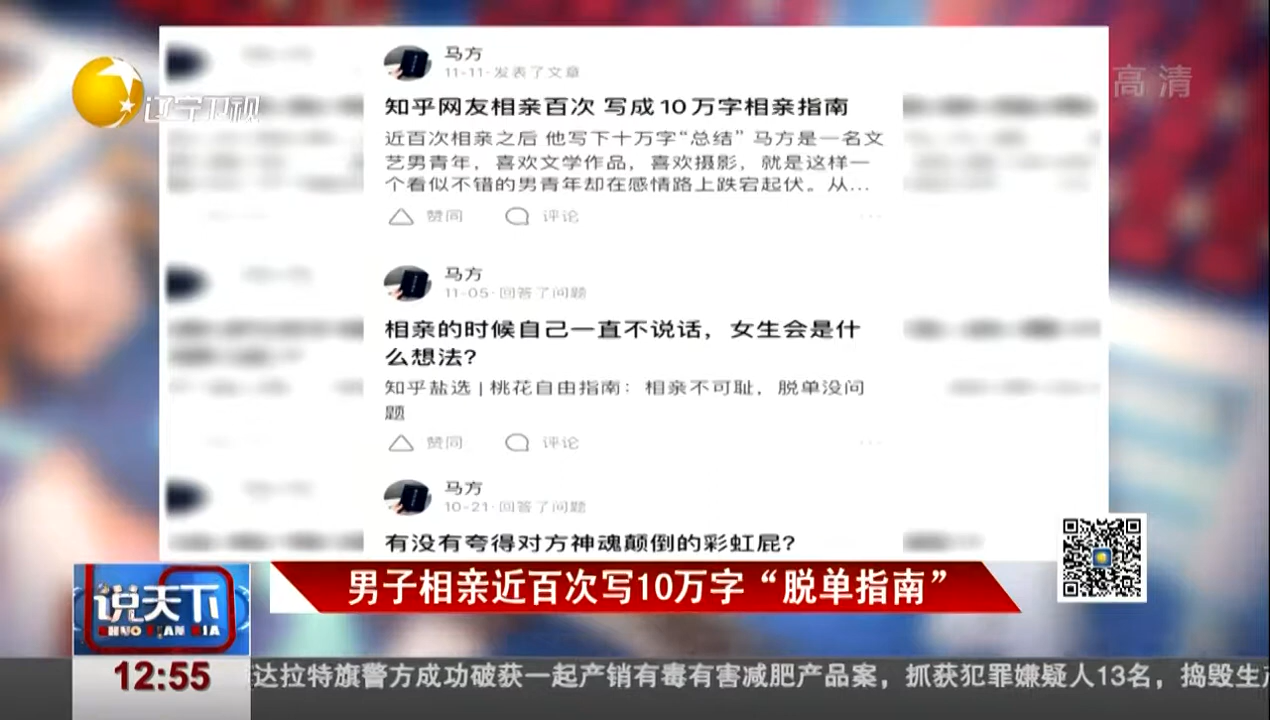 马方
11-11·发表了文章
高清
辽宁卫视
知乎网友相亲百次 写成10万字相亲指南
近百次相亲之后 他写下十万字“总结” 马方是一名文
艺男青年，喜欢文学作品，喜欢摄影，就是这样一
个看似不错的男青年却在感情路上跌宕起伏。从...
赞同 评论
马方
11-05·回答了问题
相亲的时候自己一直不说话，女生会是什
么想法？
知乎盐选 | 桃花自由指南：相亲不可耻，脱单没问
题
赞同 评论
马方
10-21·回答了问题
有没有夸得对方神魂颠倒的彩虹屁？
男子相亲近百次写10万字“脱单指南”
说天下
SHUO TIAN XIA
12:55
达拉特旗警方成功破获一起产销有毒有害减肥产品案，抓获犯罪嫌疑人13名，捣毁生产